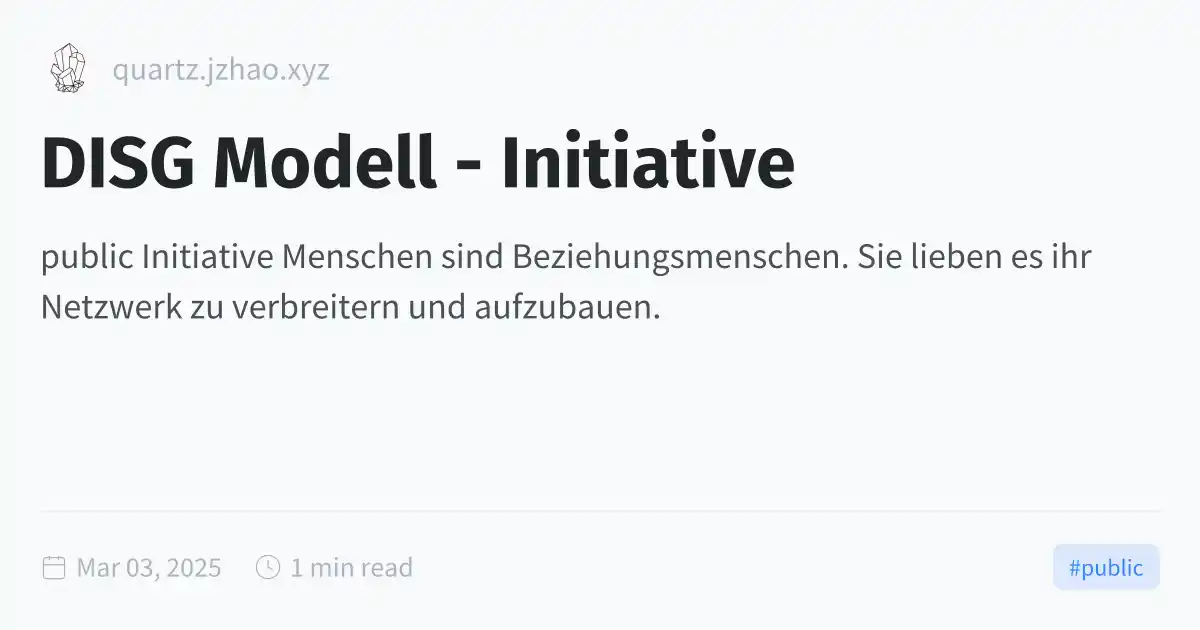 quartz.jzhao.xyz
DISG Modell - Initiative
public Initiative Menschen sind Beziehungsmenschen. Sie lieben es ihr
Netzwerk zu verbreitern und aufzubauen.
Mar 03, 2025 1 min read #public